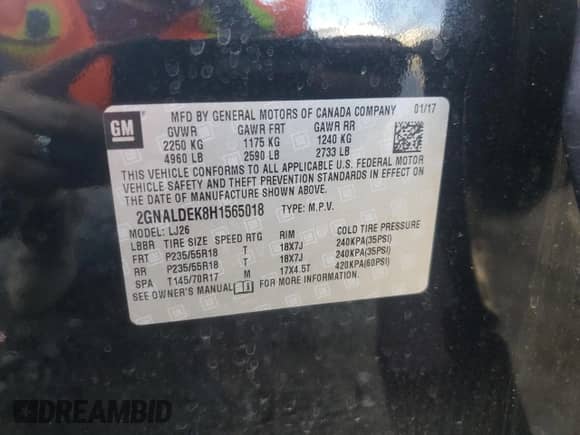 GM
MFD BY GENERAL MOTORS OF CANADA COMPANY 01/17
GVWR GAWR FRT GAWR RR
2250 KG 1175 KG 1240 KG
4960 LB 2590 LB 2733 LB
THIS VEHICLE CONFORMS TO ALL APPLICABLE U.S. FEDERAL MOTOR
VEHICLE SAFETY AND THEFT PREVENTION STANDARDS IN EFFECT ON
THE DATE OF MANUFACTURE SHOWN ABOVE.
2GNALDEK8H1565018 TYPE: M.P.V.
MODEL: LJ26
LBBR TIRE SIZE SPEED RTG RIM COLD TIRE PRESSURE
FRT P235/55R18 T 18X7J 240KPA(35PSI)
RR P235/55R18 T 18X7J 240KPA(35PSI)
SPA T145/70R17 M 17X4.5T 420KPA(60PSI)
SEE OWNER'S MANUAL FOR MORE INFORMATION.
DREAMBID